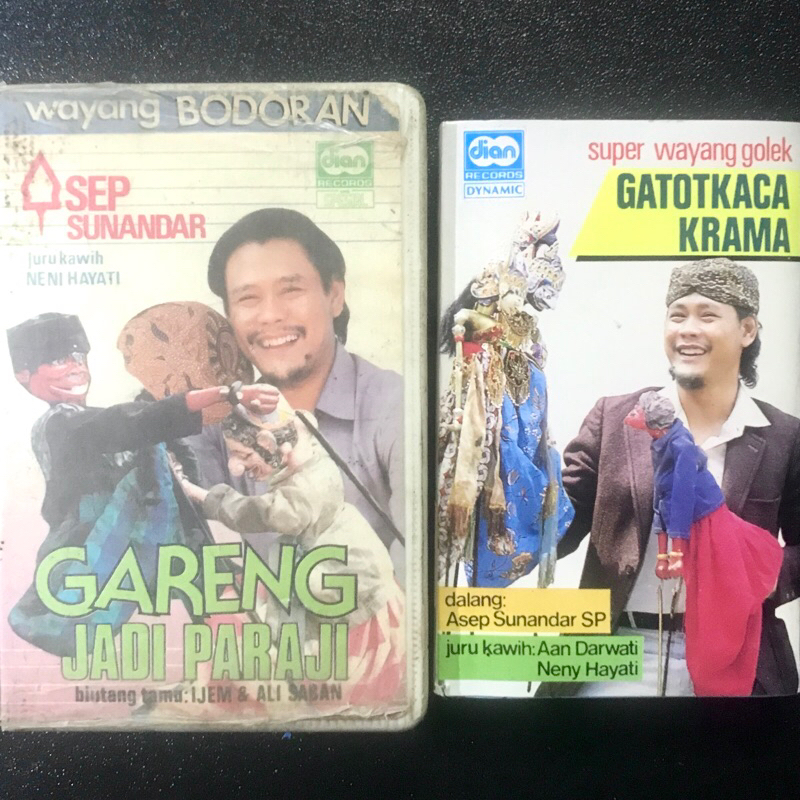 wayang BODORAN
dian
RECORDS
ASEP
SUNANDAR
juru kawih
NENI HAYATI
GARENG
JADI PARAJI
bintang tamu: IJEM & ALI SABAN
dian
RECORDS
DYNAMIC
super wayang golek
GATOTKACA
KRAMA
dalang:
Asep Sunandar SP
juru kawih: Aan Darwati
Neny Hayati